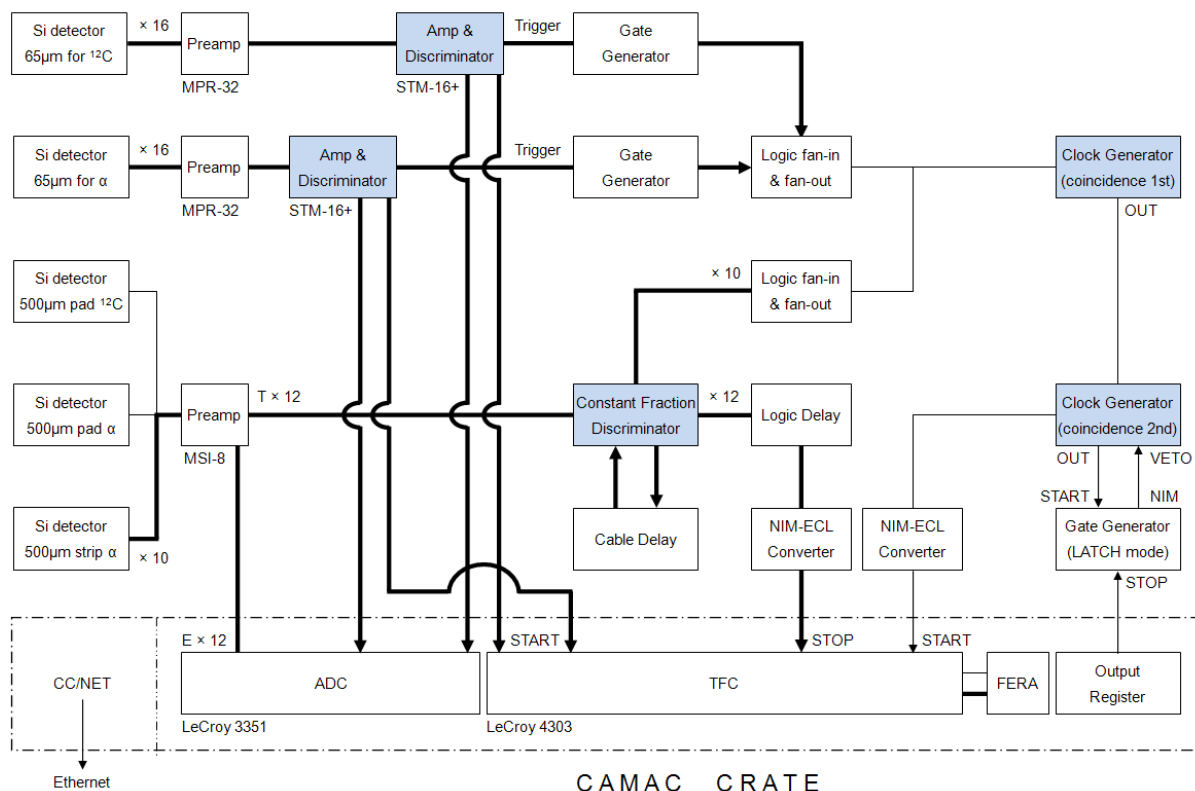 Si detector
65μm for ¹²C
× 16
Preamp
MPR-32
Amp &
Discriminator
STM-16+
Trigger
Gate
Generator
Si detector
65μm for α
× 16
Preamp
MPR-32
Amp &
Discriminator
STM-16+
Trigger
Gate
Generator
Logic fan-in
& fan-out
Clock Generator
(coincidence 1st)
OUT
Si detector
500μm pad ¹²C
× 10
Logic fan-in
& fan-out
Si detector
500μm pad α
Preamp
MSI-8
T × 12
Constant Fraction
Discriminator
× 12
Logic Delay
Clock Generator
(coincidence 2nd)
OUT
VETO
START
NIM
Si detector
500μm strip α
× 10
Cable Delay
NIM-ECL
Converter
NIM-ECL
Converter
Gate Generator
(LATCH mode)
STOP
E × 12
START
STOP
START
CC/NET
ADC
TFC
FERA
Output
Register
LeCroy 3351
LeCroy 4303
Ethernet
CAMAC CRATE